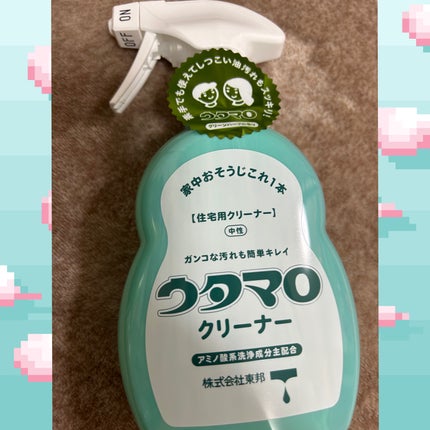 OFF ON
素手でも使えてしつこい油汚れもスッキリ!
ウタマロ
家中おそうじこれ1本
【住宅用クリーナー】
中性
ガンコな汚れも簡単キレイ
ウタマロ
クリーナー
アミノ酸系洗浄成分主配合
株式会社東邦